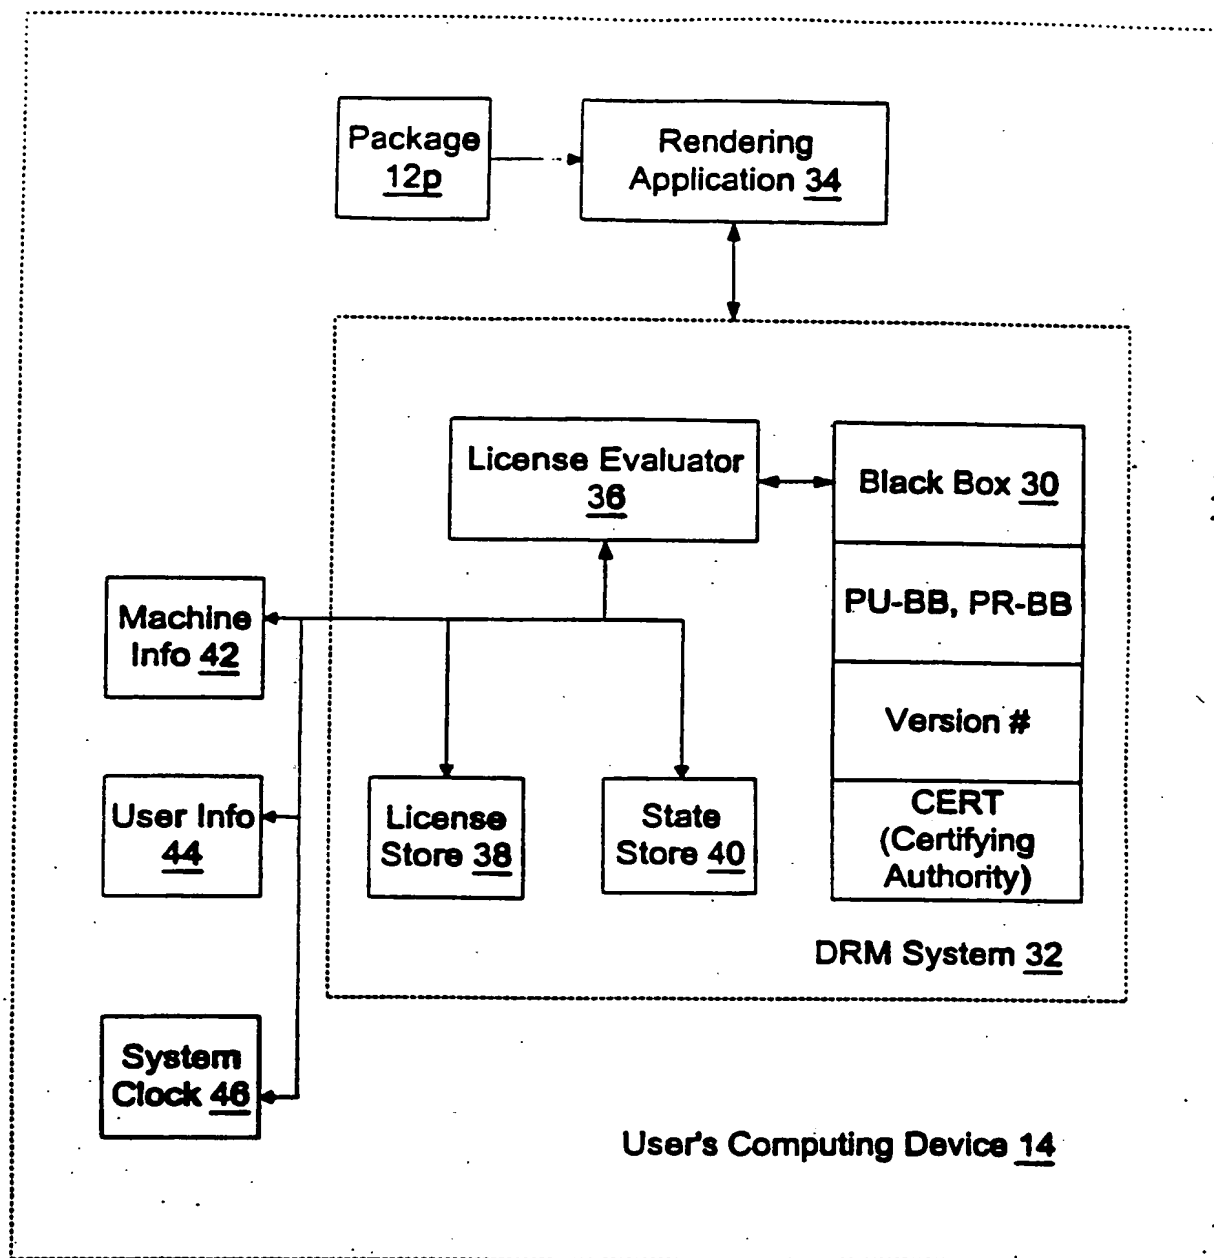 Package
12p
Rendering
Application 34
License Evaluator
36
Black Box 30
PU-BB, PR-BB
Version #
CERT
(Certifying
Authority)
Machine
Info 42
User Info
44
License
Store 38
State
Store 40
DRM System 32
System
Clock 46
User's Computing Device 14